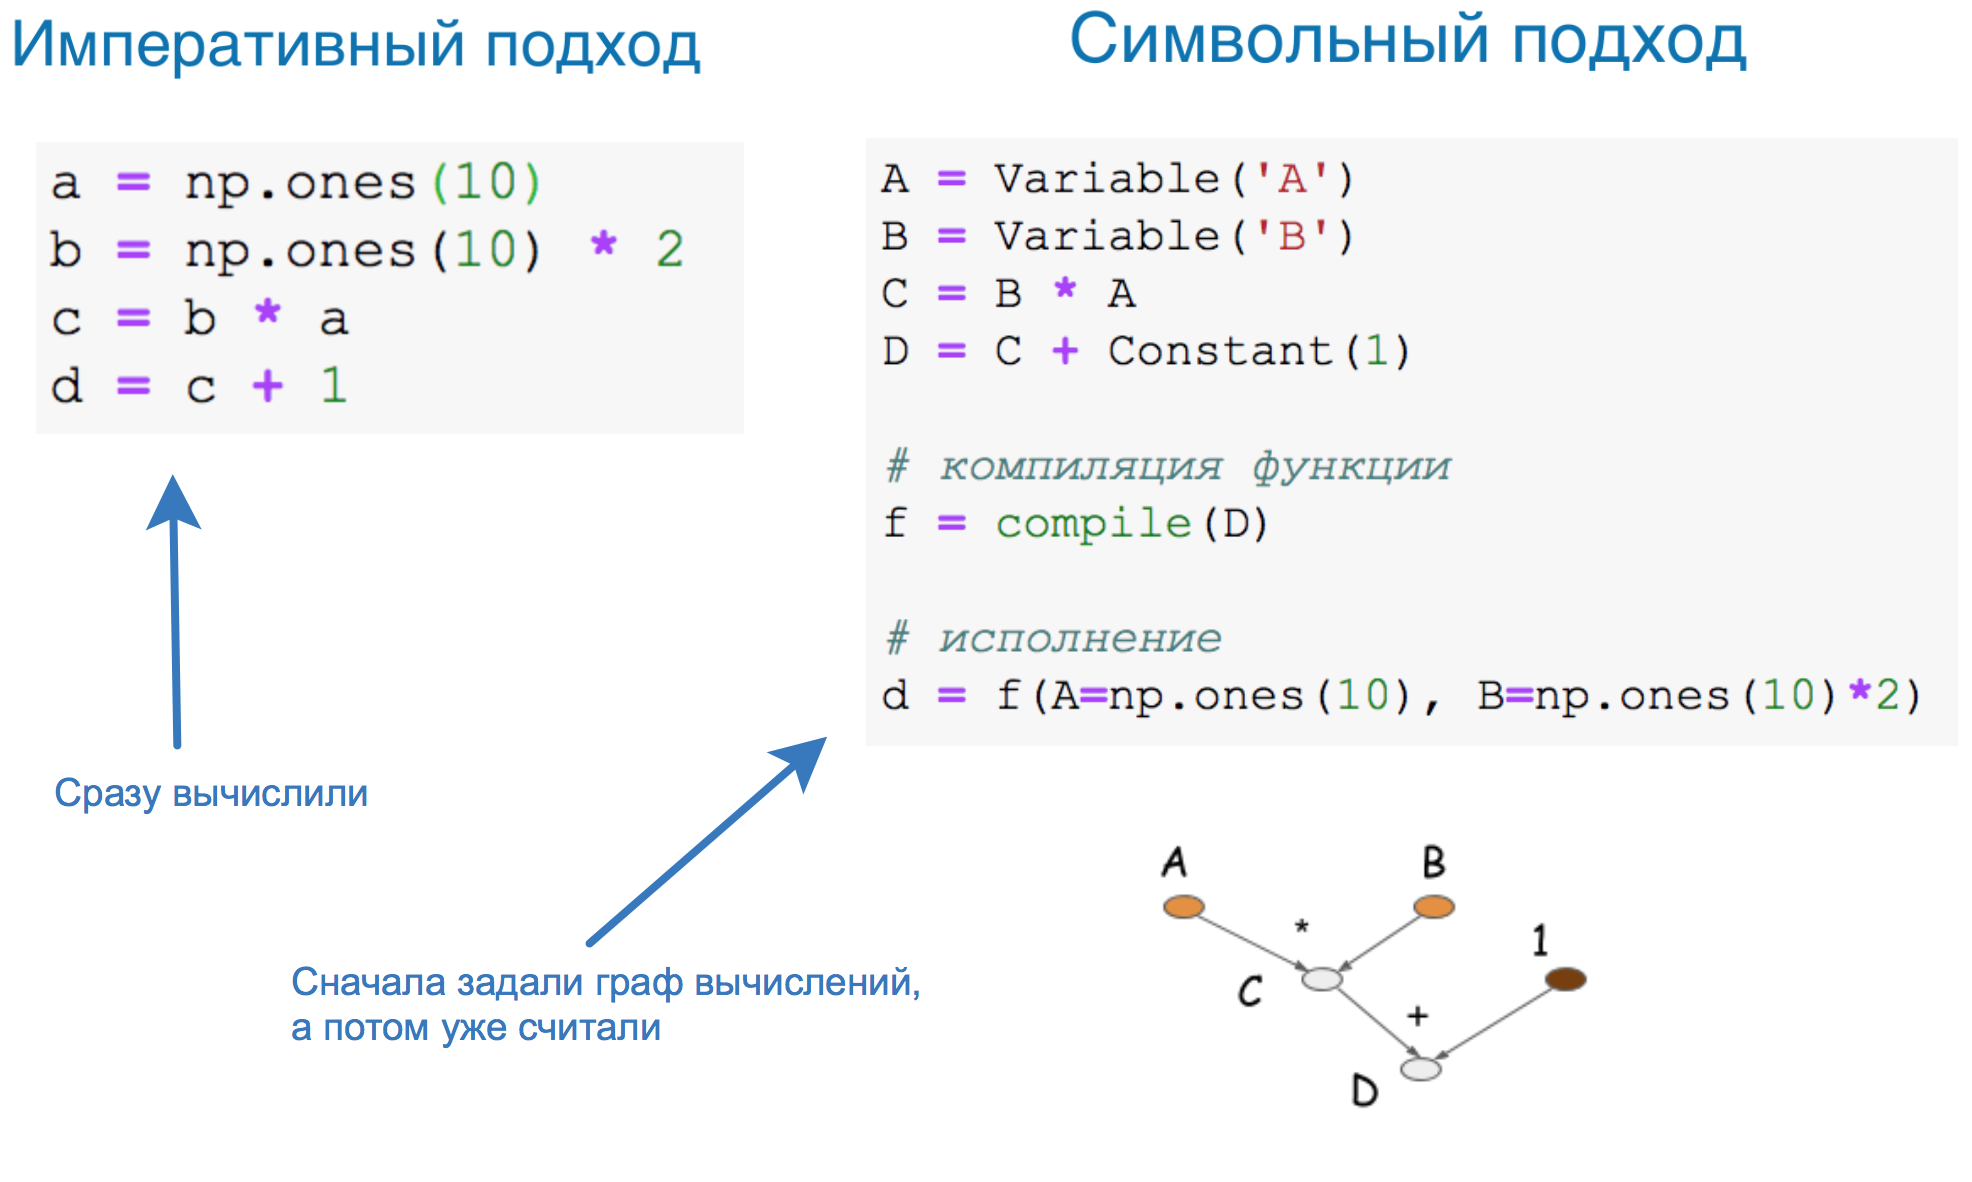 Императивный подход
a = np.ones(10)
b = np.ones(10) * 2
c = b * a
d = c + 1
Сразу вычислили
Символьный подход
A = Variable('A')
B = Variable('B')
C = B * A
D = C + Constant(1)
# компиляция функции
f = compile(D)
# исполнение
d = f(A=np.ones(10), B=np.ones(10)*2)
Сначала задали граф вычислений,
а потом уже считали
A
B
*
1
C
+
D